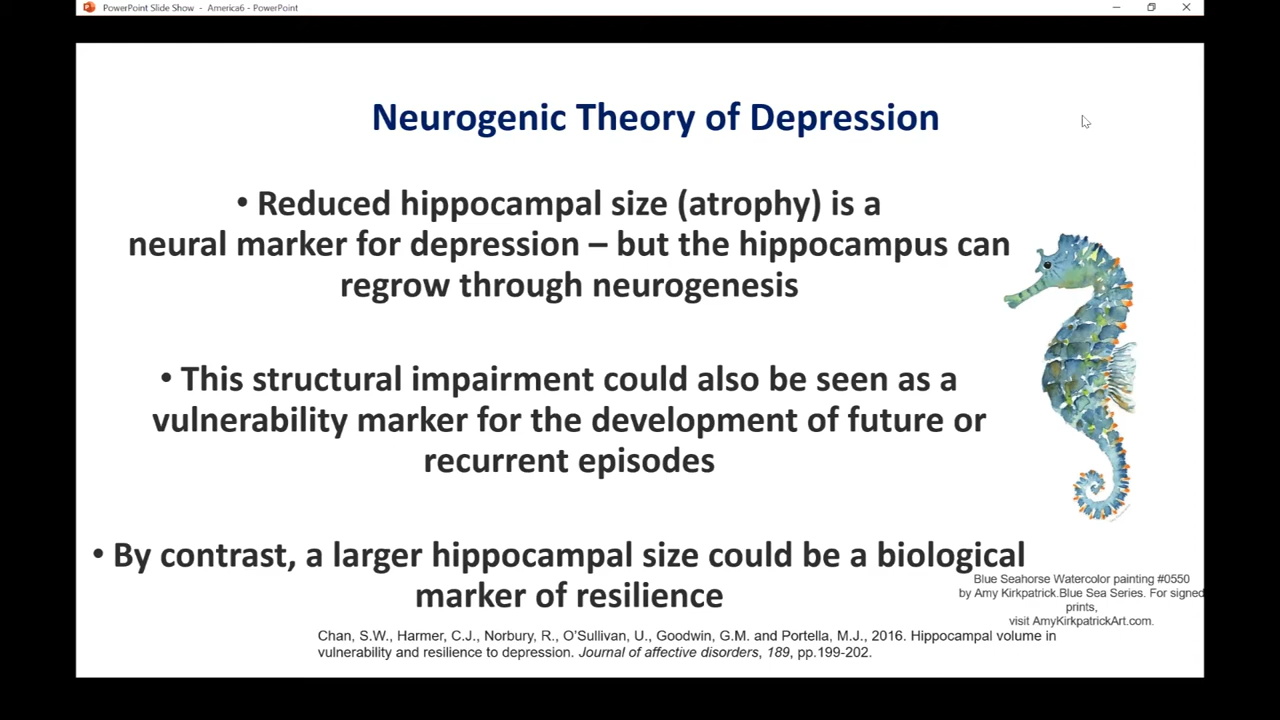 PowerPoint Slide Show - America6 - PowerPoint
Neurogenic Theory of Depression
• Reduced hippocampal size (atrophy) is a
neural marker for depression – but the hippocampus can
regrow through neurogenesis
• This structural impairment could also be seen as a
vulnerability marker for the development of future or
recurrent episodes
• By contrast, a larger hippocampal size could be a biological
marker of resilience
Blue Seahorse Watercolor painting #0550
by Amy Kirkpatrick.Blue Sea Series. For signed
prints,
visit AmyKirkpatrickArt.com.
Chan, S.W., Harmer, C.J., Norbury, R., O’Sullivan, U., Goodwin, G.M. and Portella, M.J., 2016. Hippocampal volume in
vulnerability and resilience to depression. Journal of affective disorders, 189, pp.199-202.